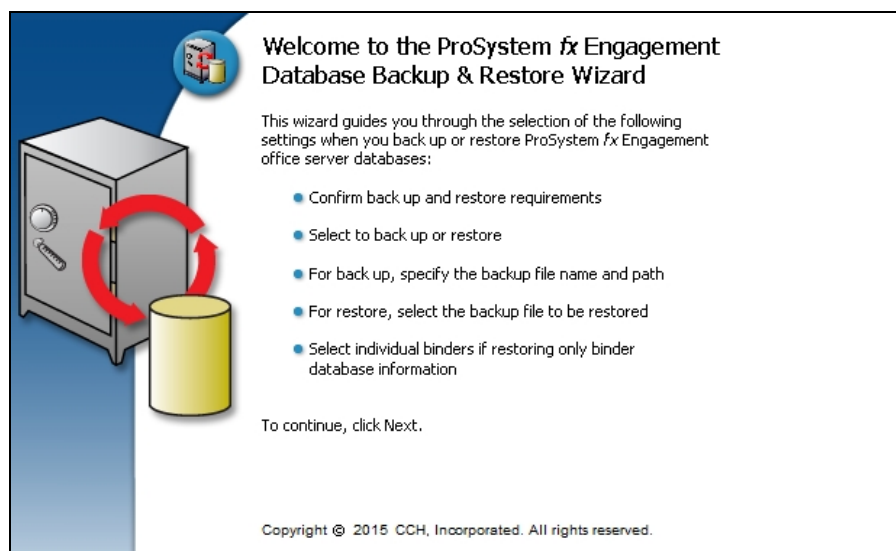 Welcome to the ProSystem fx Engagement
Database Backup & Restore Wizard
This wizard guides you through the selection of the following
settings when you back up or restore ProSystem fx Engagement
office server databases:
Confirm back up and restore requirements
Select to back up or restore
For back up, specify the backup file name and path
For restore, select the backup file to be restored
Select individual binders if restoring only binder
database information
To continue, click Next.
Copyright © 2015 CCH, Incorporated. All rights reserved.